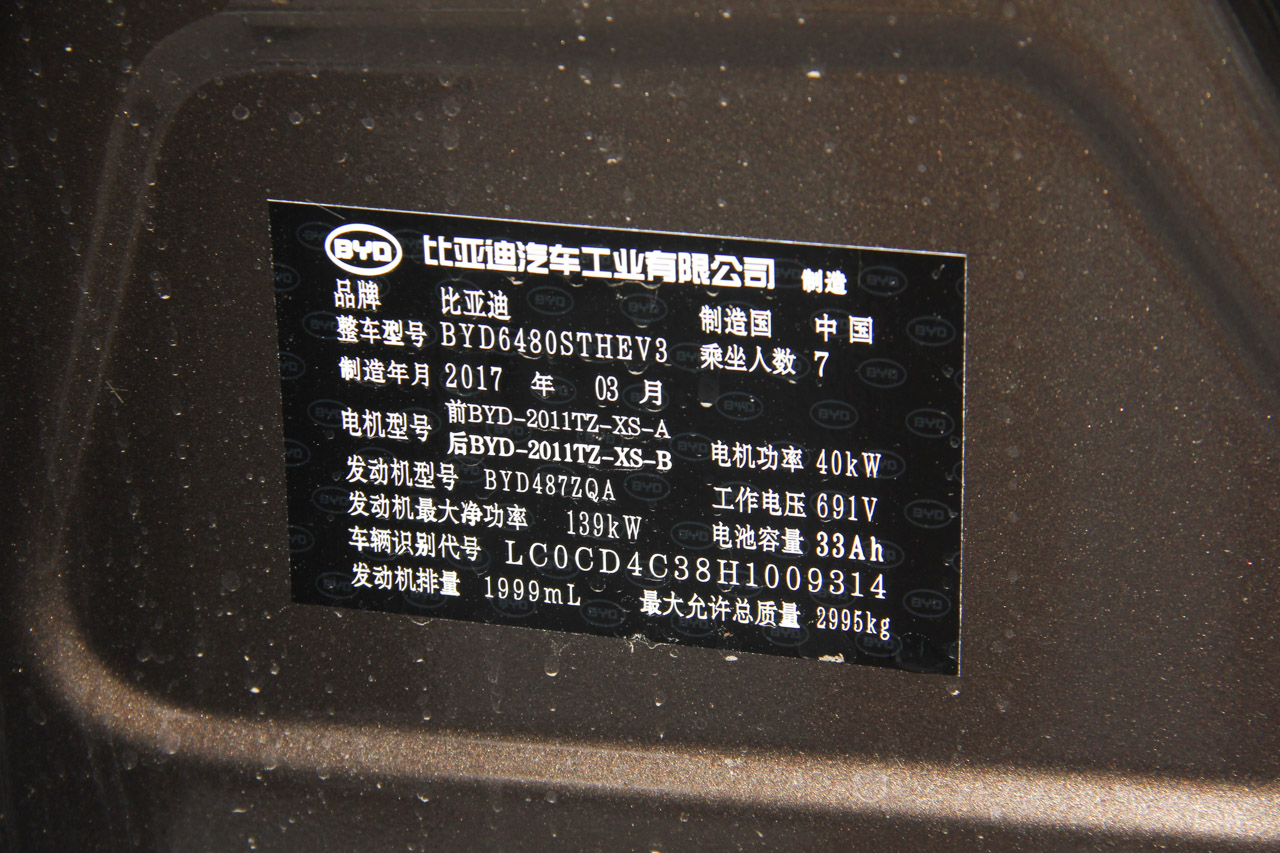 BYD 比亚迪汽车工业有限公司 制造
品牌 比亚迪 制造国 中国
整车型号 BYD6480STHEV3 乘坐人数 7
制造年月 2017 年 03 月
电机型号 前BYD-2011TZ-XS-A
后BYD-2011TZ-XS-B 电机功率 40kW
发动机型号 BYD487ZQA 工作电压 691V
发动机最大净功率 139kW 电池容量 33Ah
车辆识别代号 LC0CD4C38H1009314
发动机排量 1999mL 最大允许总质量 2995kg